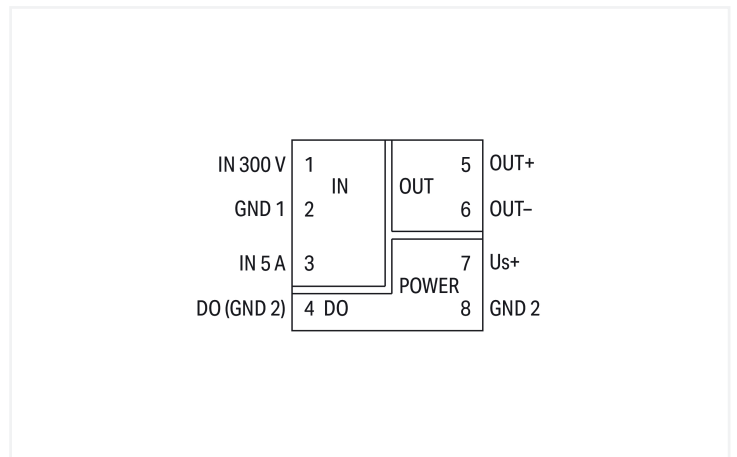 IN 300 V 1 5 OUT+
IN OUT
GND 1 2 6 OUT–
IN 5 A 3 7 Us+
POWER
DO (GND 2) 4 DO 8 GND 2